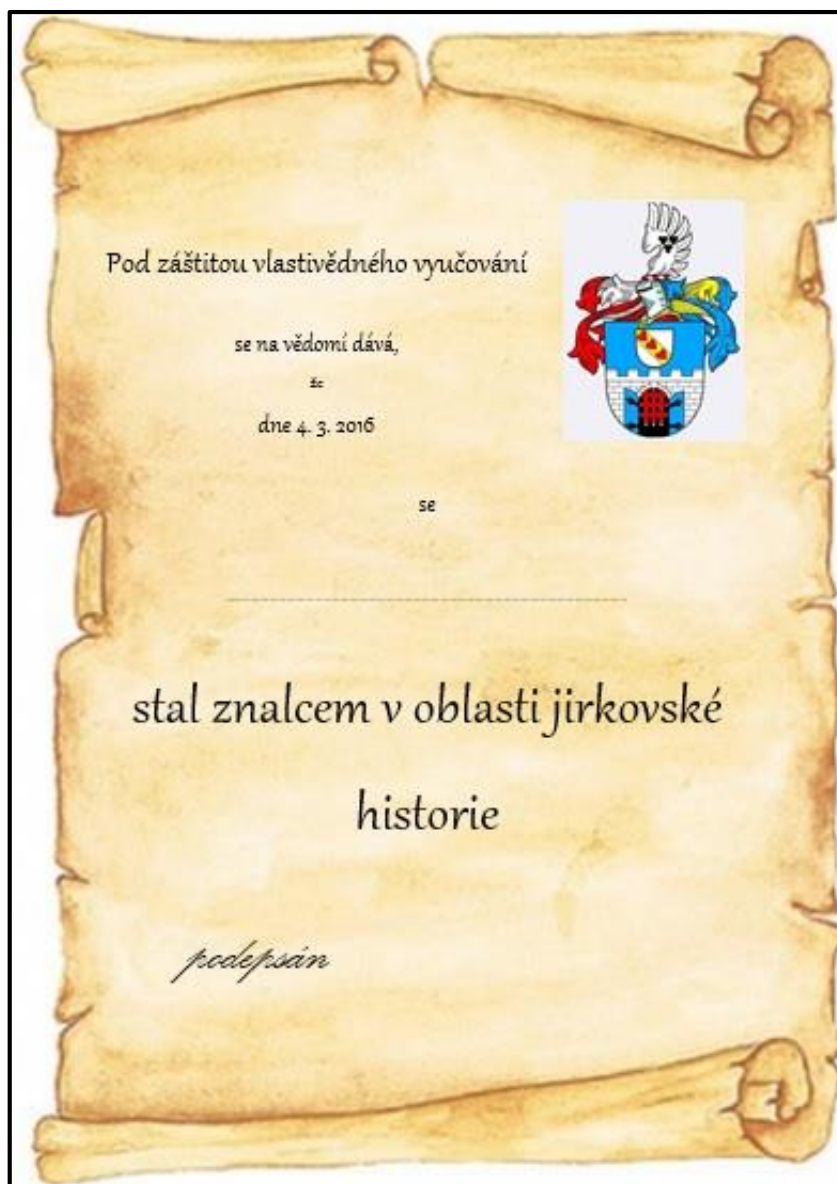 Pod záštitou vlastivědného vyučování
se na vědomí dává,
že
dne 4. 3. 2016
se
stal znalcem v oblasti jirkovské
historie
podepsán